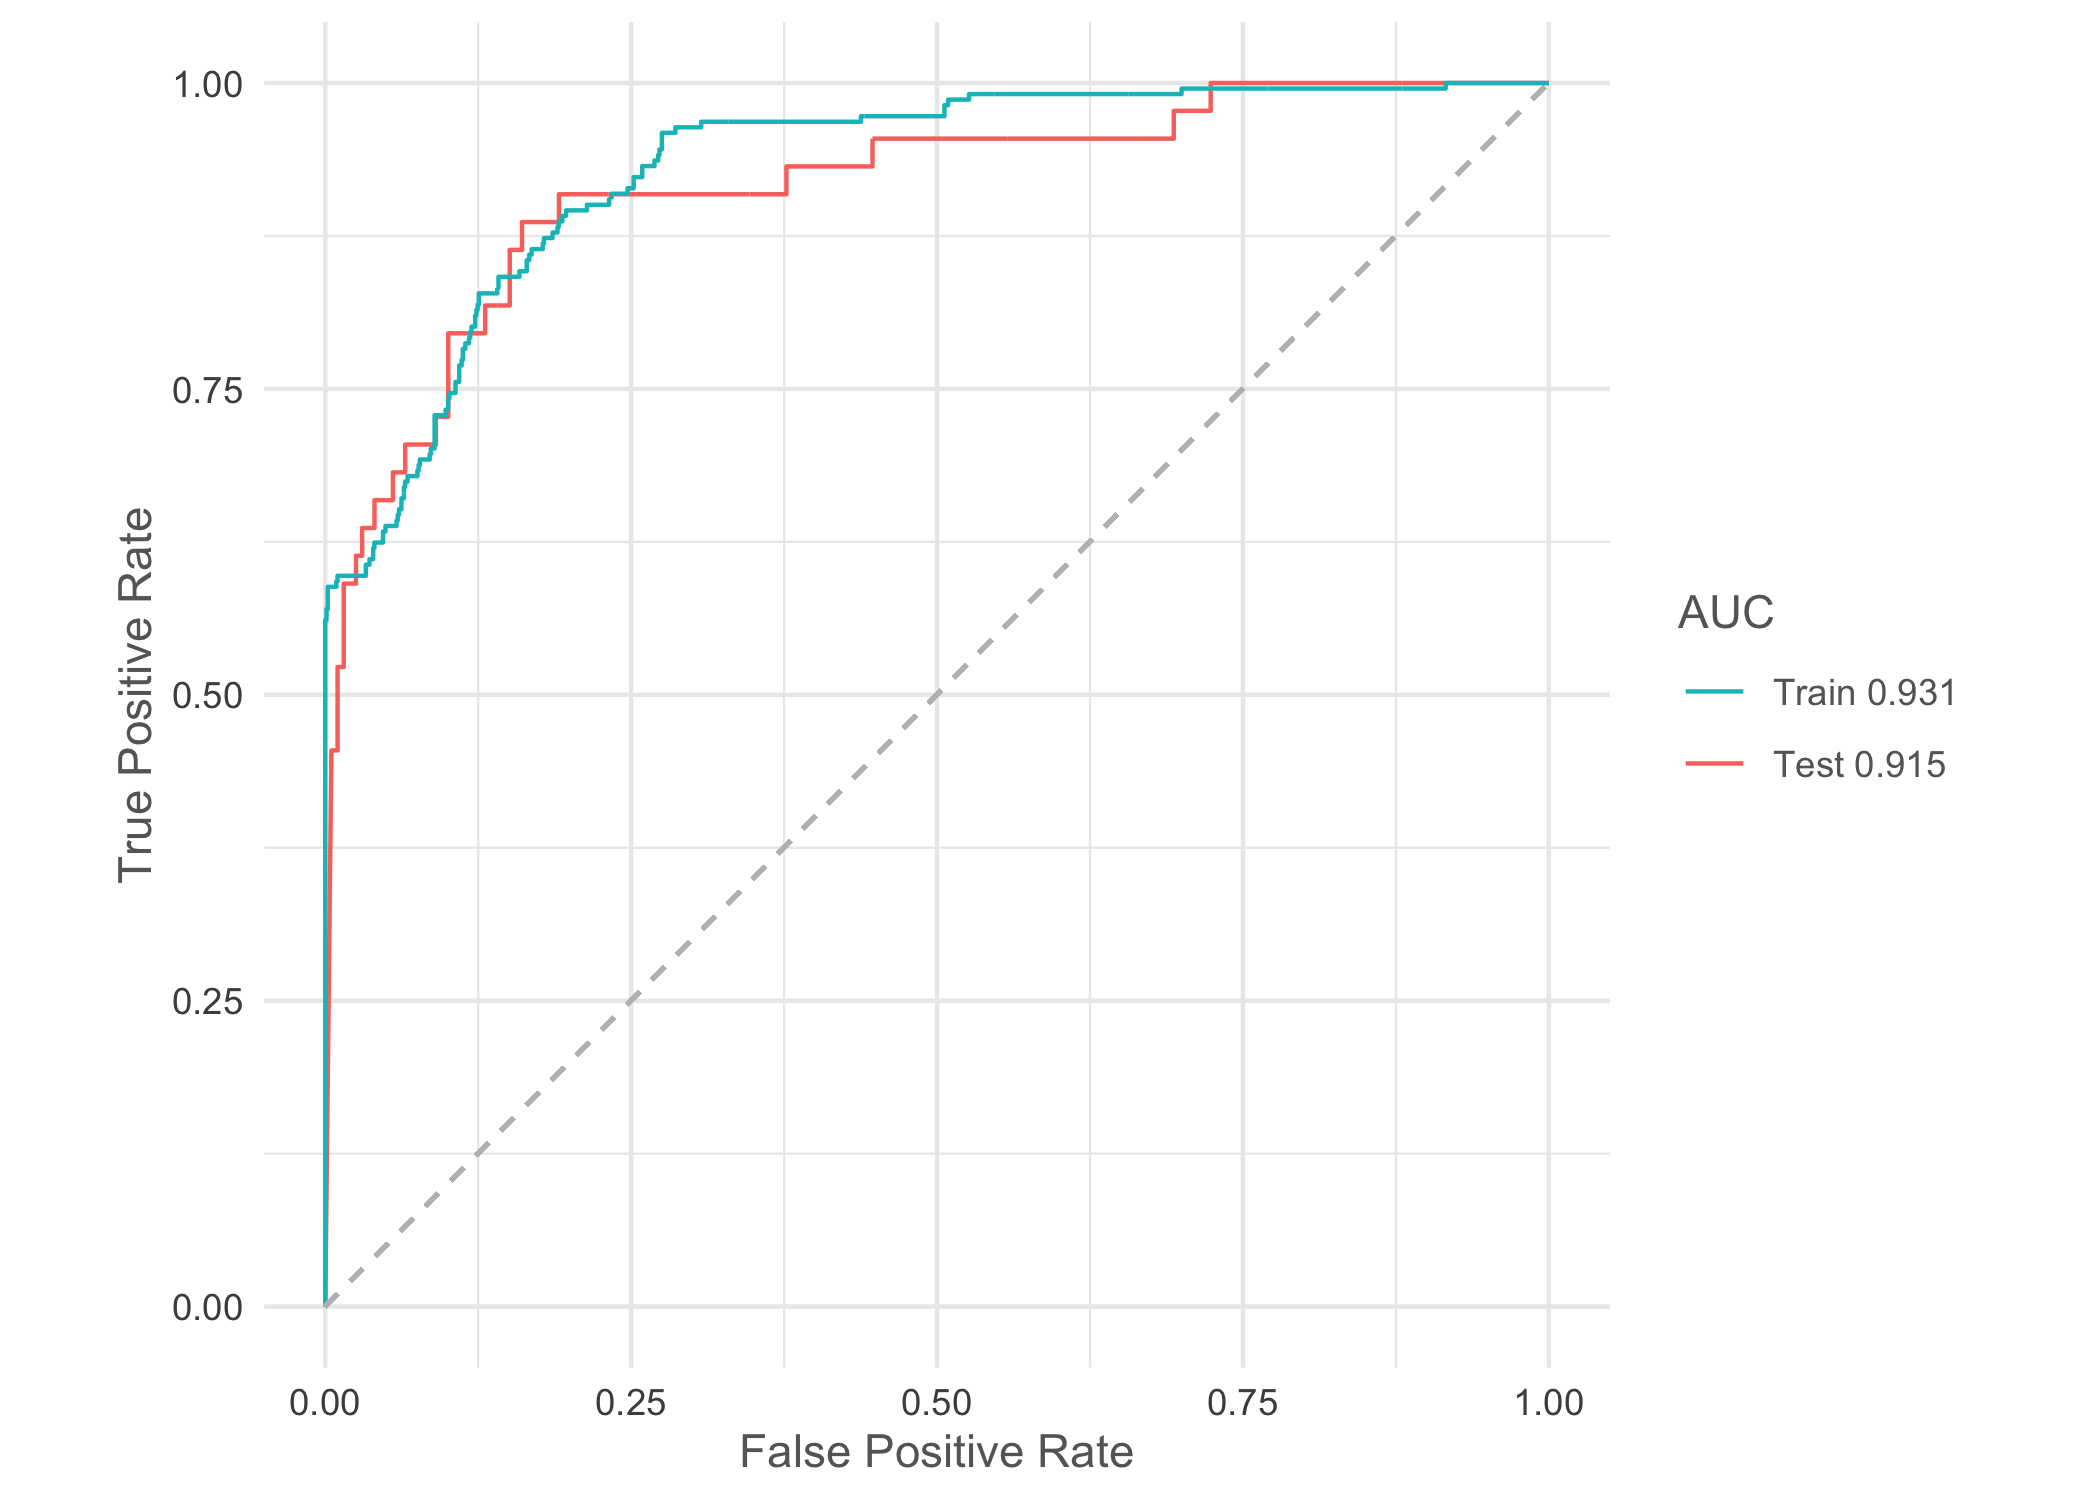 1.00
0.75
0.50
0.25
0.00
True Positive Rate
0.00 0.25 0.50 0.75 1.00
False Positive Rate
AUC
Train 0.931
Test 0.915